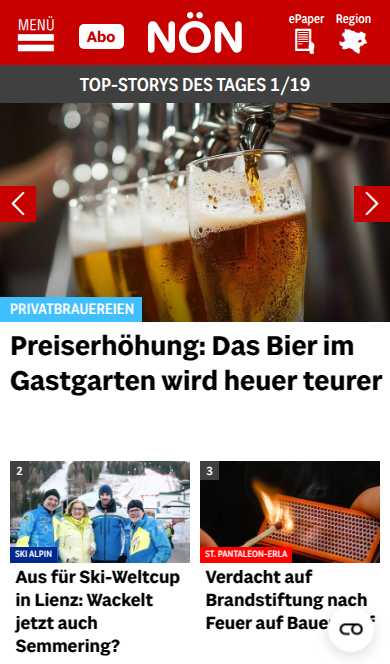 MENÜ
Abo
NÖN
ePaper
Region
TOP-STORYS DES TAGES 1/19
PRIVATBRAUEREIEN
Preiserhöhung: Das Bier im
Gastgarten wird heuer teurer
2
SKI ALPIN
Aus für Ski-Weltcup
in Lienz: Wackelt
jetzt auch
Semmering?
3
ST. PANTALEON-ERLA
Verdacht auf
Brandstiftung nach
Feuer auf